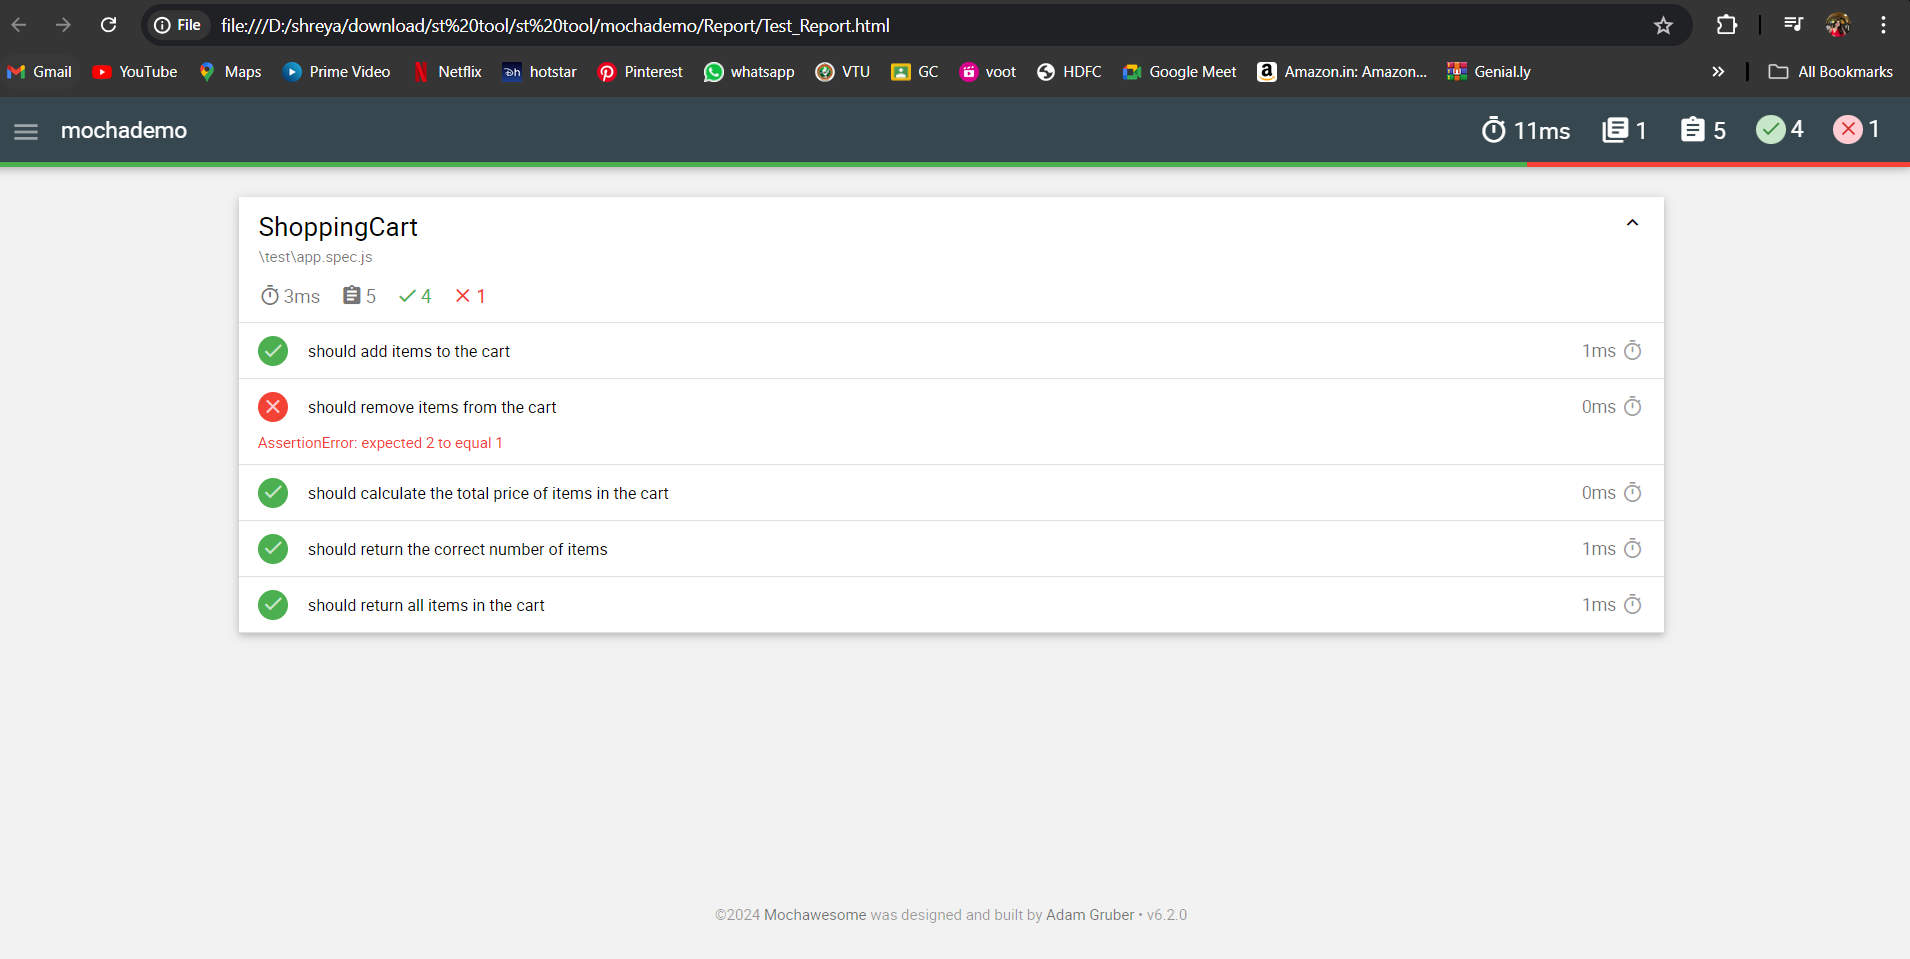 File file:///D:/shreya/download/st%20tool/st%20tool/mochademo/Report/Test_Report.html
Gmail YouTube Maps Prime Video Netflix hotstar Pinterest whatsapp VTU GC voot HDFC Google Meet Amazon.in: Amazon... Genial.ly » All Bookmarks
mochademo 11ms 1 5 4 1
ShoppingCart
\test\app.spec.js
3ms 5 4 1
should add items to the cart 1ms
should remove items from the cart 0ms
AssertionError: expected 2 to equal 1
should calculate the total price of items in the cart 0ms
should return the correct number of items 1ms
should return all items in the cart 1ms
©2024 Mochawesome was designed and built by Adam Gruber • v6.2.0